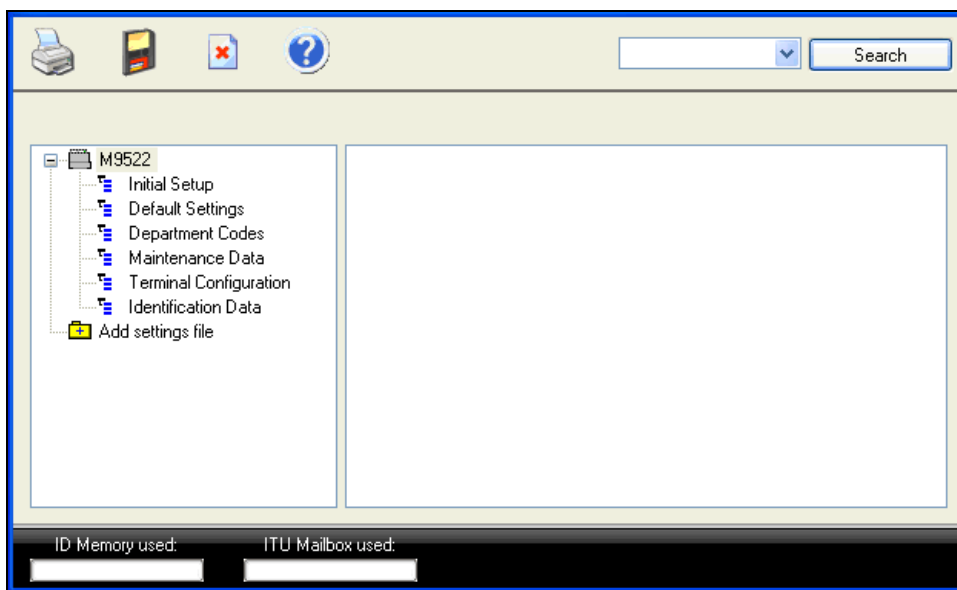 Search
M9522
Initial Setup
Default Settings
Department Codes
Maintenance Data
Terminal Configuration
Identification Data
Add settings file
ID Memory used: ITU Mailbox used: